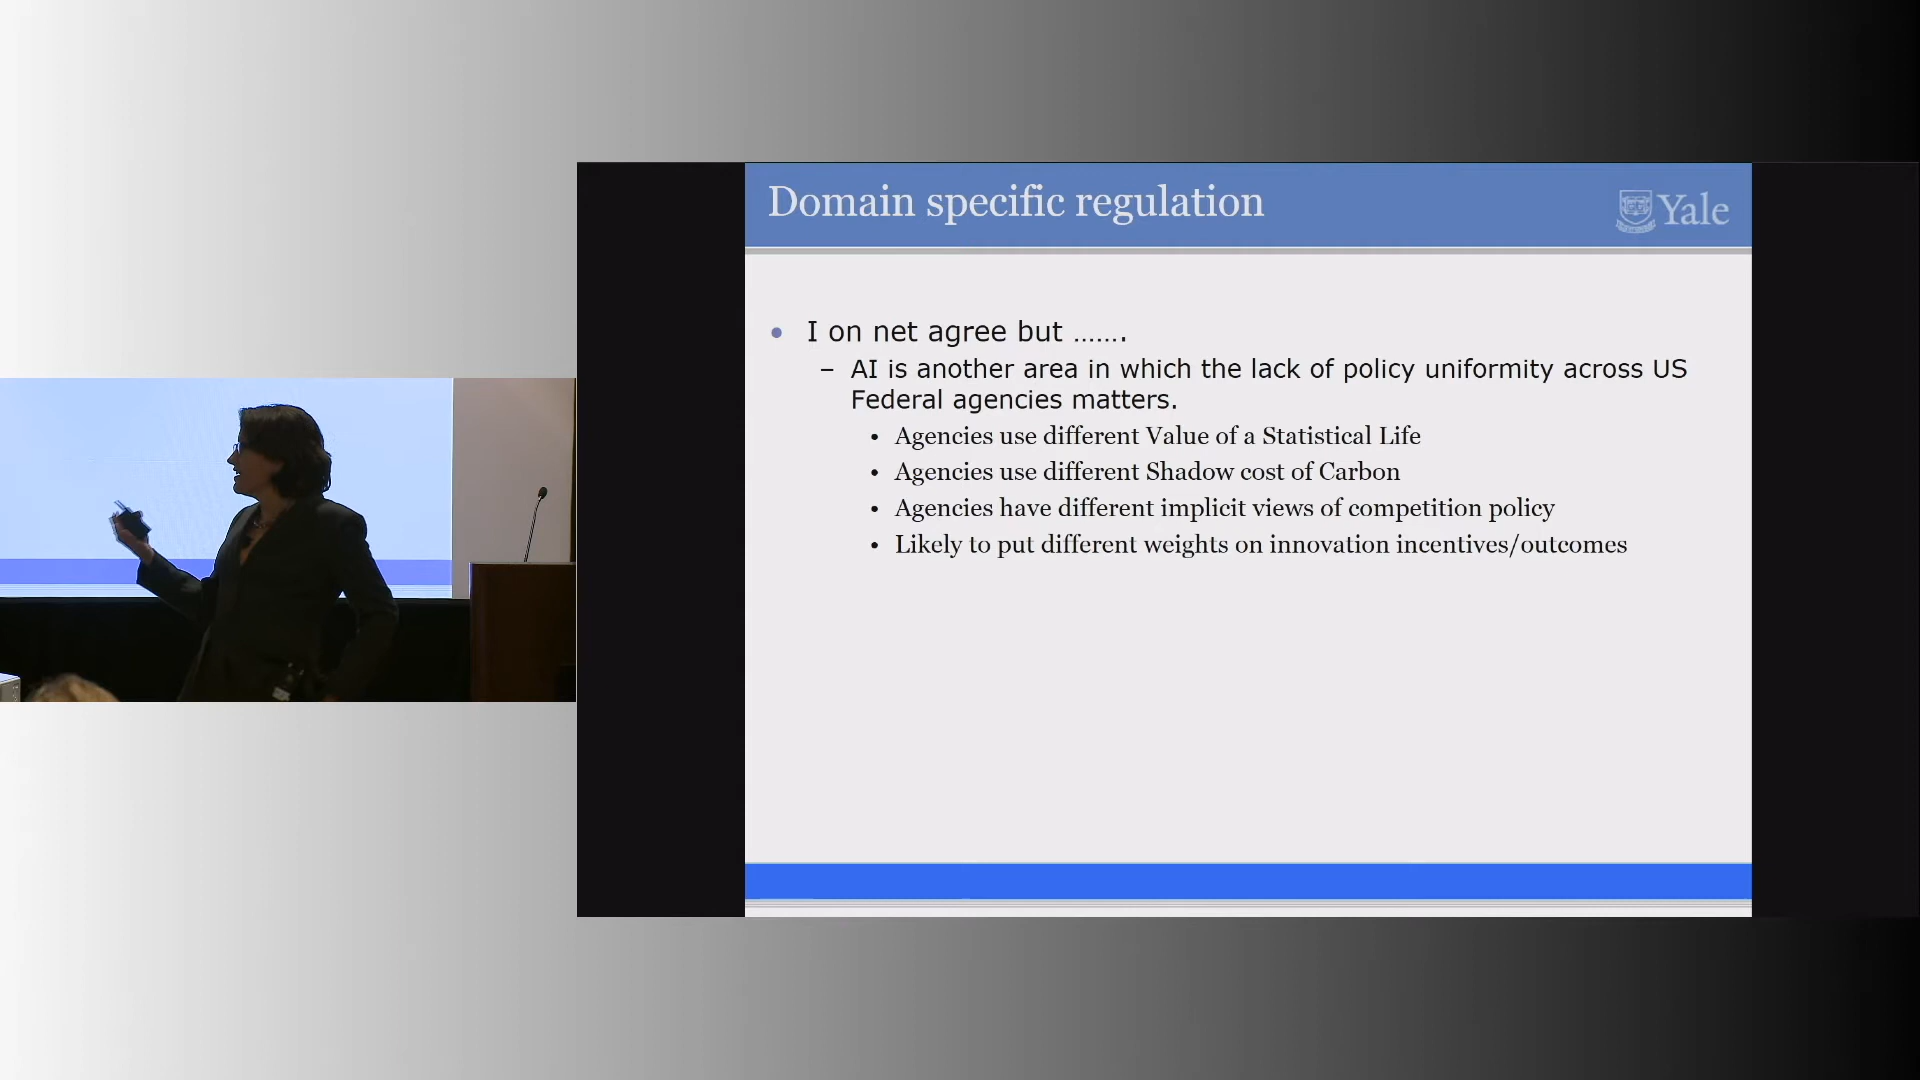 Domain specific regulation
Yale
• I on net agree but …….
– AI is another area in which the lack of policy uniformity across US
Federal agencies matters.
• Agencies use different Value of a Statistical Life
• Agencies use different Shadow cost of Carbon
• Agencies have different implicit views of competition policy
• Likely to put different weights on innovation incentives/outcomes